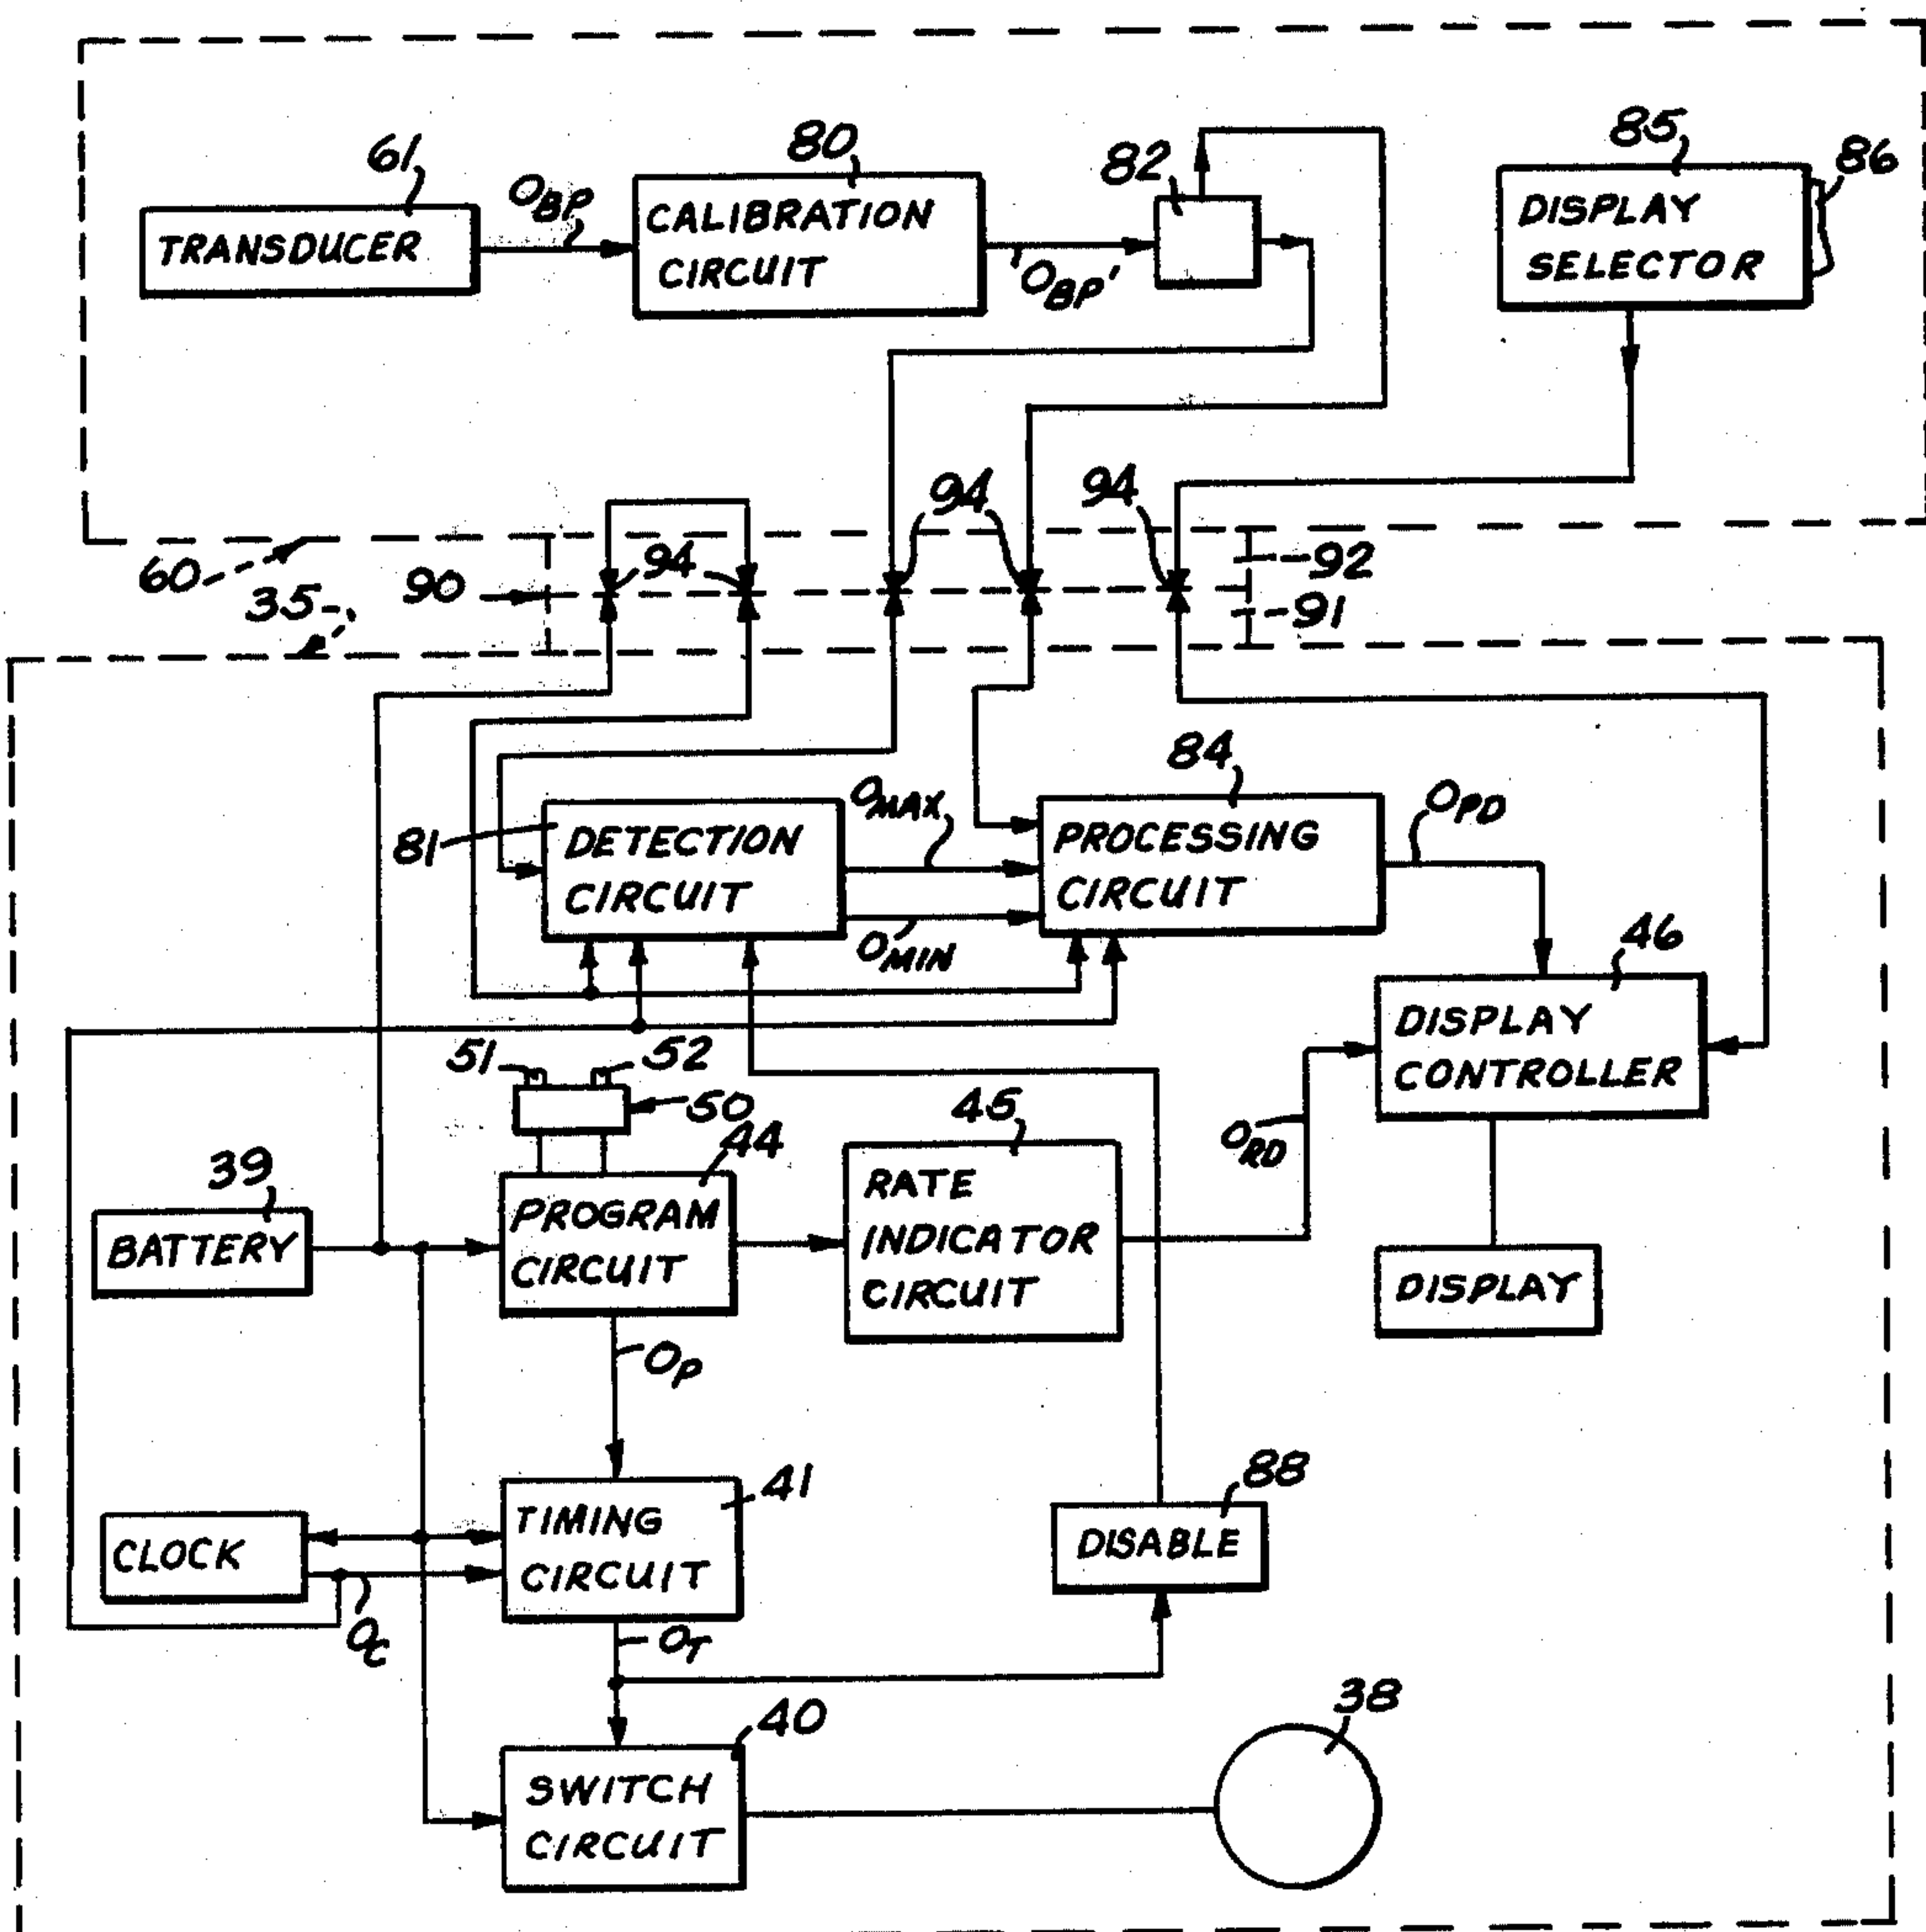 61
O_BP
TRANSDUCER
80
CALIBRATION
CIRCUIT
O_BP'
82
85
86
DISPLAY
SELECTOR
94
94
94
60
35
90
92
91
81
DETECTION
CIRCUIT
O_MAX
O_MIN
84
PROCESSING
CIRCUIT
O_PD
46
DISPLAY
CONTROLLER
51
52
50
44
39
BATTERY
PROGRAM
CIRCUIT
45
RATE
INDICATOR
CIRCUIT
O_RD
DISPLAY
O_P
CLOCK
O_C
41
TIMING
CIRCUIT
88
DISABLE
O_T
40
SWITCH
CIRCUIT
38